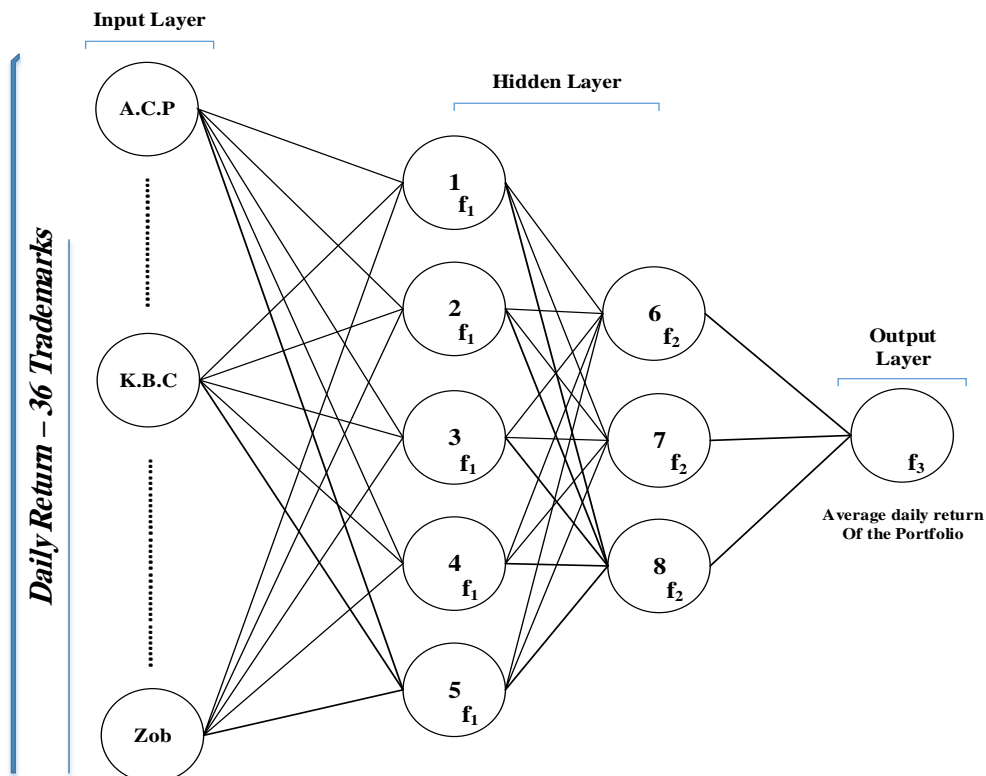 Input Layer
Hidden Layer
Output
Layer
Daily Return – 36 Trademarks
A.C.P
K.B.C
Zob
1
f₁
2
f₁
3
f₁
4
f₁
5
f₁
6
f₂
7
f₂
8
f₂
f₃
Average daily return
Of the Portfolio